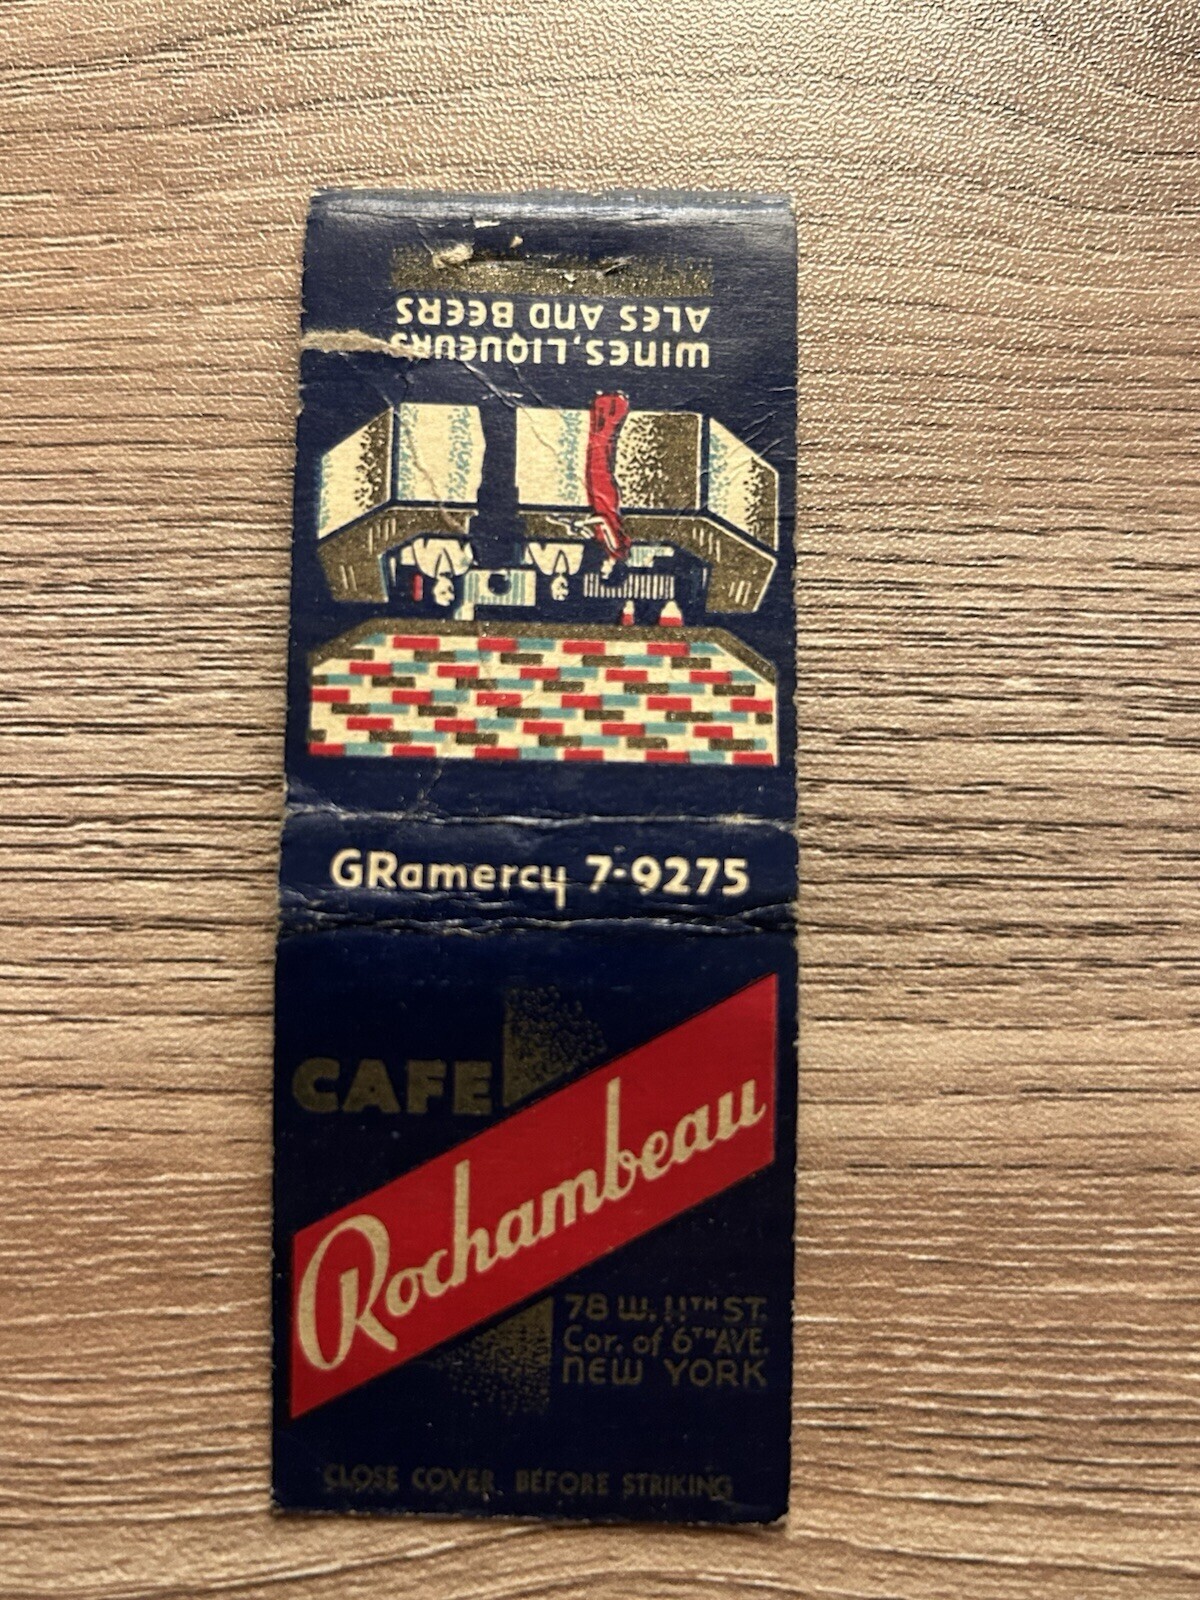 WINES, LIQUEURS
ALES AND BEERS
GRamercy 7-9275
CAFE
Rochambeau
78 W. 11TH ST.
Cor. of 6TH AVE.
NEW YORK
CLOSE COVER BEFORE STRIKING